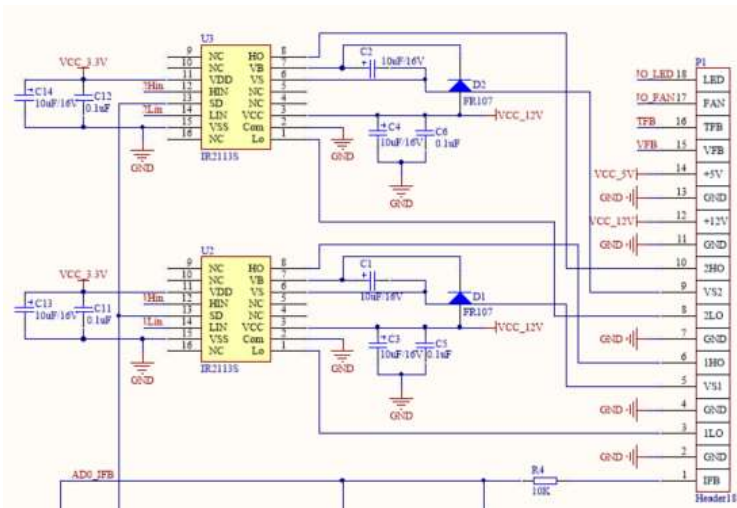 U3
9 NC HO 8
10 NC VB 7
11 VDD VS 6
12 HIN NC 5
13 SD NC 4
14 LIN VCC 3
15 VSS Com 2
16 NC Lo 1
IR2113S
VCC_3.3V
C14
10uF/16V
C12
0.1uF
2Hin
2Lin
GND
C2
10uF/16V
D2
FR107
VCC_12V
C4
10uF/16V
C6
0.1uF
GND
GND
U2
9 NC HO 8
10 NC VB 7
11 VDD VS 6
12 HIN NC 5
13 SD NC 4
14 LIN VCC 3
15 VSS Com 2
16 NC Lo 1
IR2113S
VCC_3.3V
C13
10uF/16V
C11
0.1uF
1Hin
1Lin
GND
C1
10uF/16V
D1
FR107
VCC_12V
C3
10uF/16V
C5
0.1uF
GND
GND
AD0_IFB
R4
10K
P1
IO_LED 18 LED
IO_FAN 17 FAN
TFB 16 TFB
VFB 15 VFB
VCC_5V 14 +5V
GND 13 GND
VCC_12V 12 +12V
GND 11 GND
10 2HO
9 VS2
8 2LO
GND 7 GND
6 1HO
5 VS1
GND 4 GND
3 1LO
GND 2 GND
1 IFB
Header18